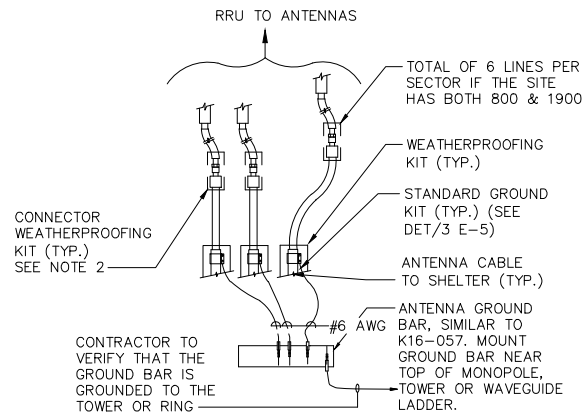 RRU TO ANTENNAS
TOTAL OF 6 LINES PER
SECTOR IF THE SITE
HAS BOTH 800 & 1900
WEATHERPROOFING
KIT (TYP.)
STANDARD GROUND
KIT (TYP.) (SEE
DET/3 E-5)
CONNECTOR
WEATHERPROOFING
KIT (TYP.)
SEE NOTE 2
ANTENNA CABLE
TO SHELTER (TYP.)
#6 AWG
ANTENNA GROUND
BAR, SIMILAR TO
K16-057. MOUNT
GROUND BAR NEAR
TOP OF MONOPOLE,
TOWER OR WAVEGUIDE
LADDER.
CONTRACTOR TO
VERIFY THAT THE
GROUND BAR IS
GROUNDED TO THE
TOWER OR RING